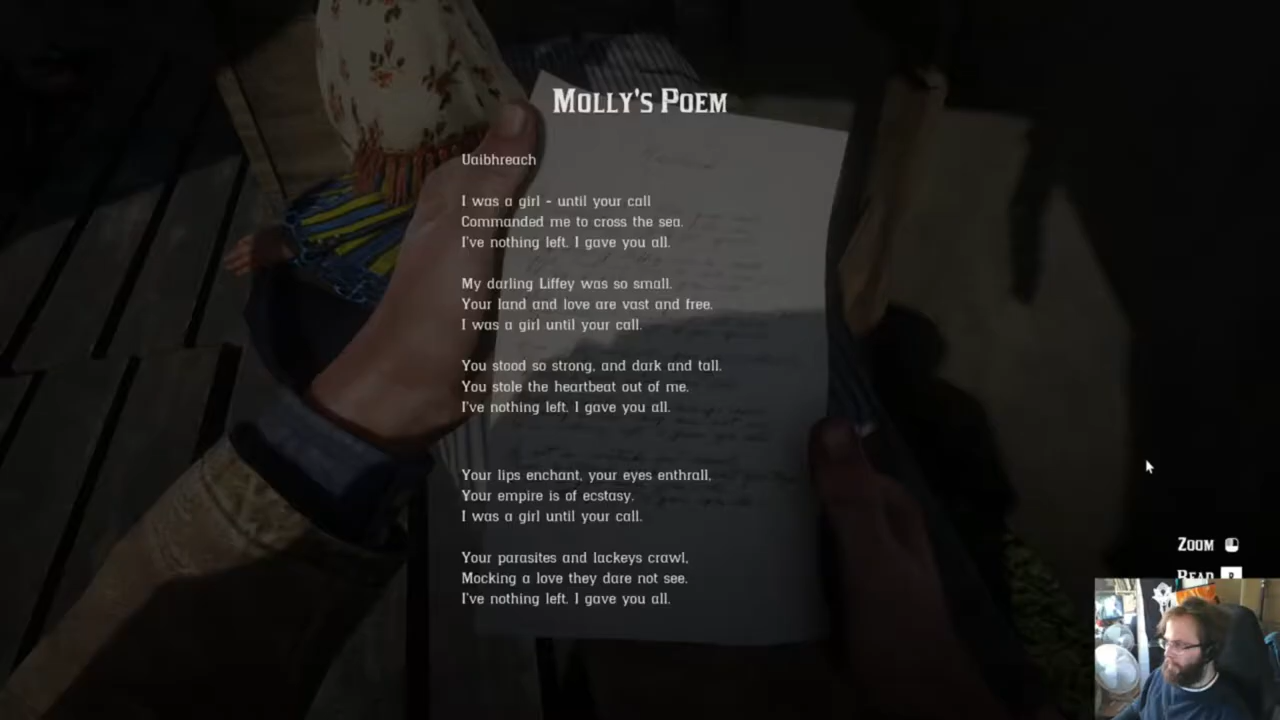 MOLLY'S POEM
Uaibhreach
I was a girl - until your call
Commanded me to cross the sea.
I've nothing left. I gave you all.
My darling Liffey was so small.
Your land and love are vast and free.
I was a girl until your call.
You stood so strong, and dark and tall.
You stole the heartbeat out of me.
I've nothing left. I gave you all.
Your lips enchant, your eyes enthrall,
Your empire is of ecstasy.
I was a girl until your call.
Your parasites and lackeys crawl,
Mocking a love they dare not see.
I've nothing left. I gave you all.
ZOOM
READ